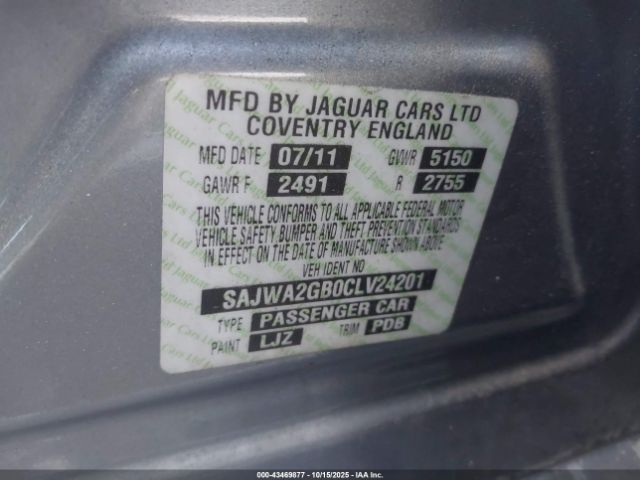 MFD BY JAGUAR CARS LTD
COVENTRY ENGLAND
MFD DATE 07/11 GVWR 5150
GAWR F 2491 R 2755
THIS VEHICLE CONFORMS TO ALL APPLICABLE FEDERAL MOTOR
VEHICLE SAFETY BUMPER AND THEFT PREVENTION STANDARDS
IN EFFECT ON THE DATE OF MANUFACTURE SHOWN ABOVE
VEH IDENT NO
SAJWA2GB0CLV24201
TYPE PASSENGER CAR
PAINT LJZ TRIM PDB
000-43469877 - 10/15/2025 - © IAA Inc. All Rights Reserved.